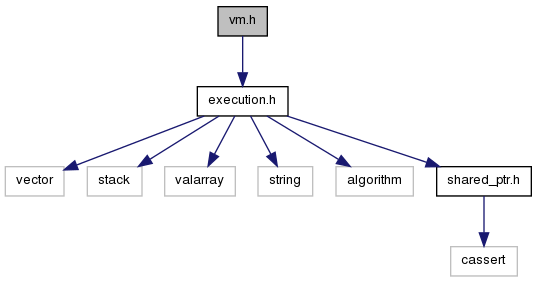 vm.h
execution.h
vector
stack
valarray
string
algorithm
shared_ptr.h
cassert